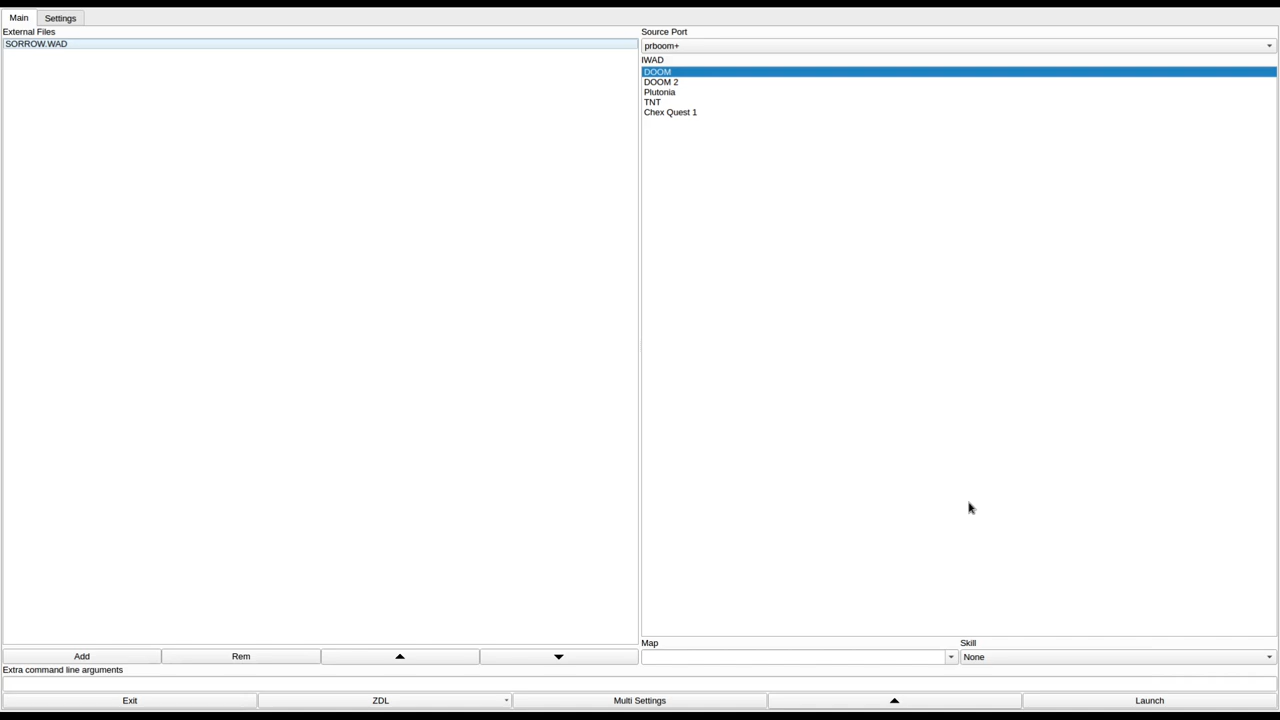 Main
Settings
External Files
SORROW.WAD
Source Port
prboom+
IWAD
DOOM
DOOM 2
Plutonia
TNT
Chex Quest 1
Map
Skill
None
Add
Rem
Extra command line arguments
Exit
ZDL
Multi Settings
Launch